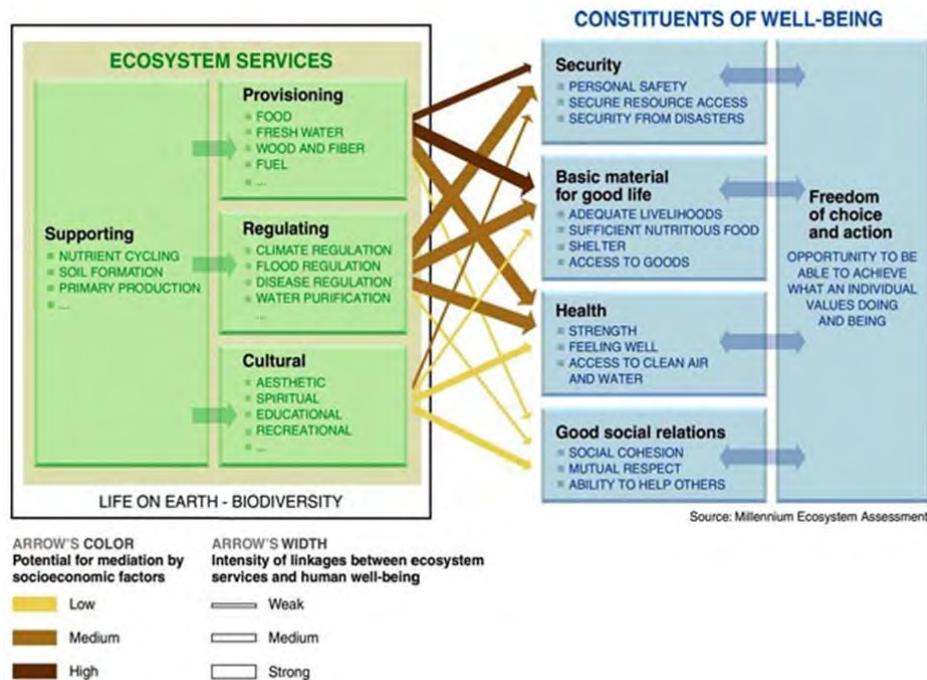 CONSTITUENTS OF WELL-BEING
ECOSYSTEM SERVICES
Supporting
NUTRIENT CYCLING
SOIL FORMATION
PRIMARY PRODUCTION
...
Provisioning
FOOD
FRESH WATER
WOOD AND FIBER
FUEL
...
Regulating
CLIMATE REGULATION
FLOOD REGULATION
DISEASE REGULATION
WATER PURIFICATION
...
Cultural
AESTHETIC
SPIRITUAL
EDUCATIONAL
RECREATIONAL
...
LIFE ON EARTH - BIODIVERSITY
Security
PERSONAL SAFETY
SECURE RESOURCE ACCESS
SECURITY FROM DISASTERS
Basic material
for good life
ADEQUATE LIVELIHOODS
SUFFICIENT NUTRITIOUS FOOD
SHELTER
ACCESS TO GOODS
Health
STRENGTH
FEELING WELL
ACCESS TO CLEAN AIR
AND WATER
Good social relations
SOCIAL COHESION
MUTUAL RESPECT
ABILITY TO HELP OTHERS
Freedom
of choice
and action
OPPORTUNITY TO BE
ABLE TO ACHIEVE
WHAT AN INDIVIDUAL
VALUES DOING
AND BEING
Source: Millennium Ecosystem Assessment
ARROW'S COLOR
Potential for mediation by
socioeconomic factors
Low
Medium
High
ARROW'S WIDTH
Intensity of linkages between ecosystem
services and human well-being
Weak
Medium
Strong